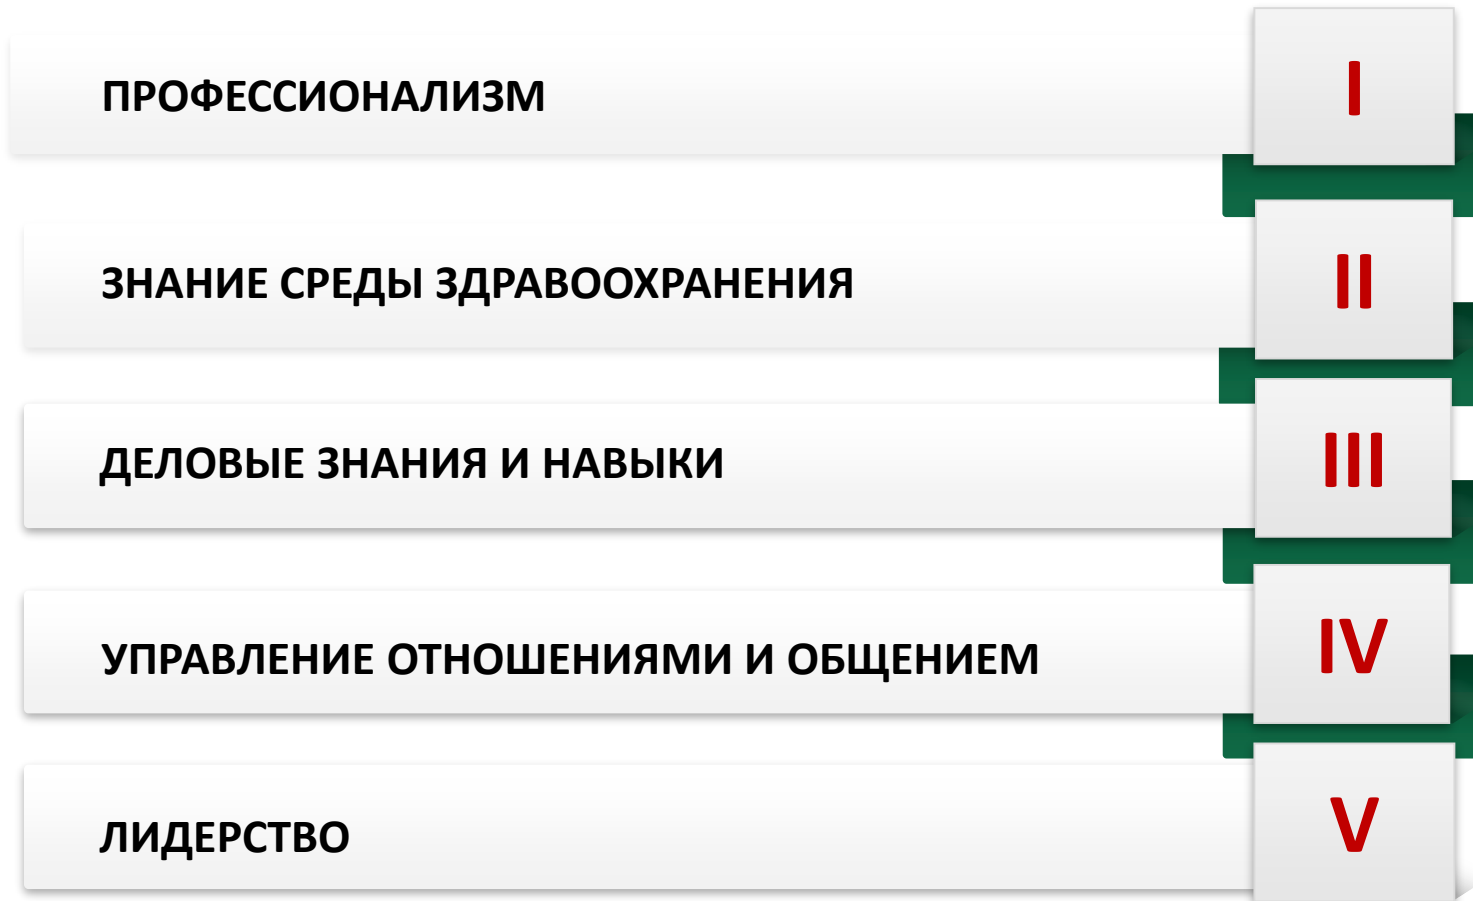 ПРОФЕССИОНАЛИЗМ
I
ЗНАНИЕ СРЕДЫ ЗДРАВООХРАНЕНИЯ
II
ДЕЛОВЫЕ ЗНАНИЯ И НАВЫКИ
III
УПРАВЛЕНИЕ ОТНОШЕНИЯМИ И ОБЩЕНИЕМ
IV
ЛИДЕРСТВО
V